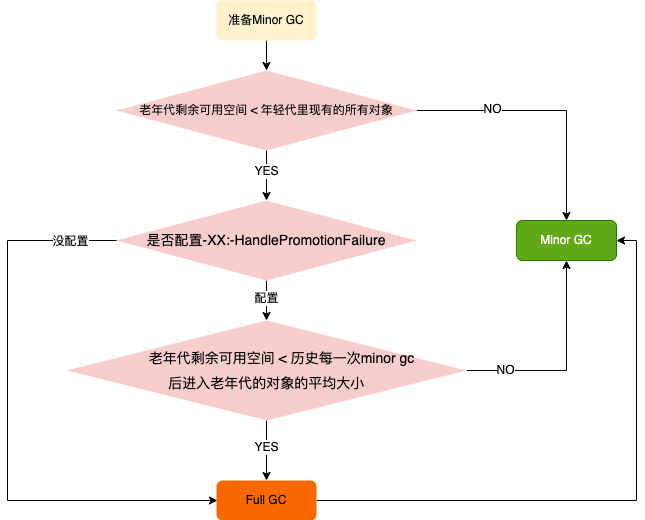 准备Minor GC
老年代剩余可用空间 < 年轻代里现有的所有对象
NO
YES
没配置
是否配置-XX:-HandlePromotionFailure
Minor GC
配置
老年代剩余可用空间 < 历史每一次minor gc
后进入老年代的对象的平均大小
NO
YES
Full GC